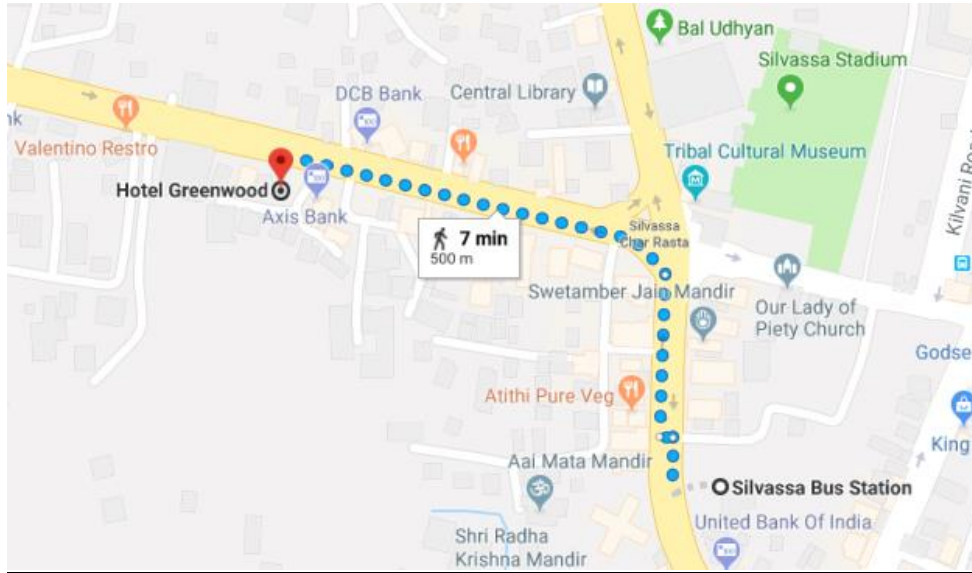 Bal Udhyan
Silvassa Stadium
DCB Bank
Central Library
nk
Valentino Restro
Tribal Cultural Museum
Hotel Greenwood
Axis Bank
Kilvani Roa
7 min
500 m
Silvassa
Char Rasta
Swetamber Jain Mandir
Our Lady of
Piety Church
Godse
Atithi Pure Veg
King
Aai Mata Mandir
Silvassa Bus Station
United Bank Of India
Shri Radha
Krishna Mandir